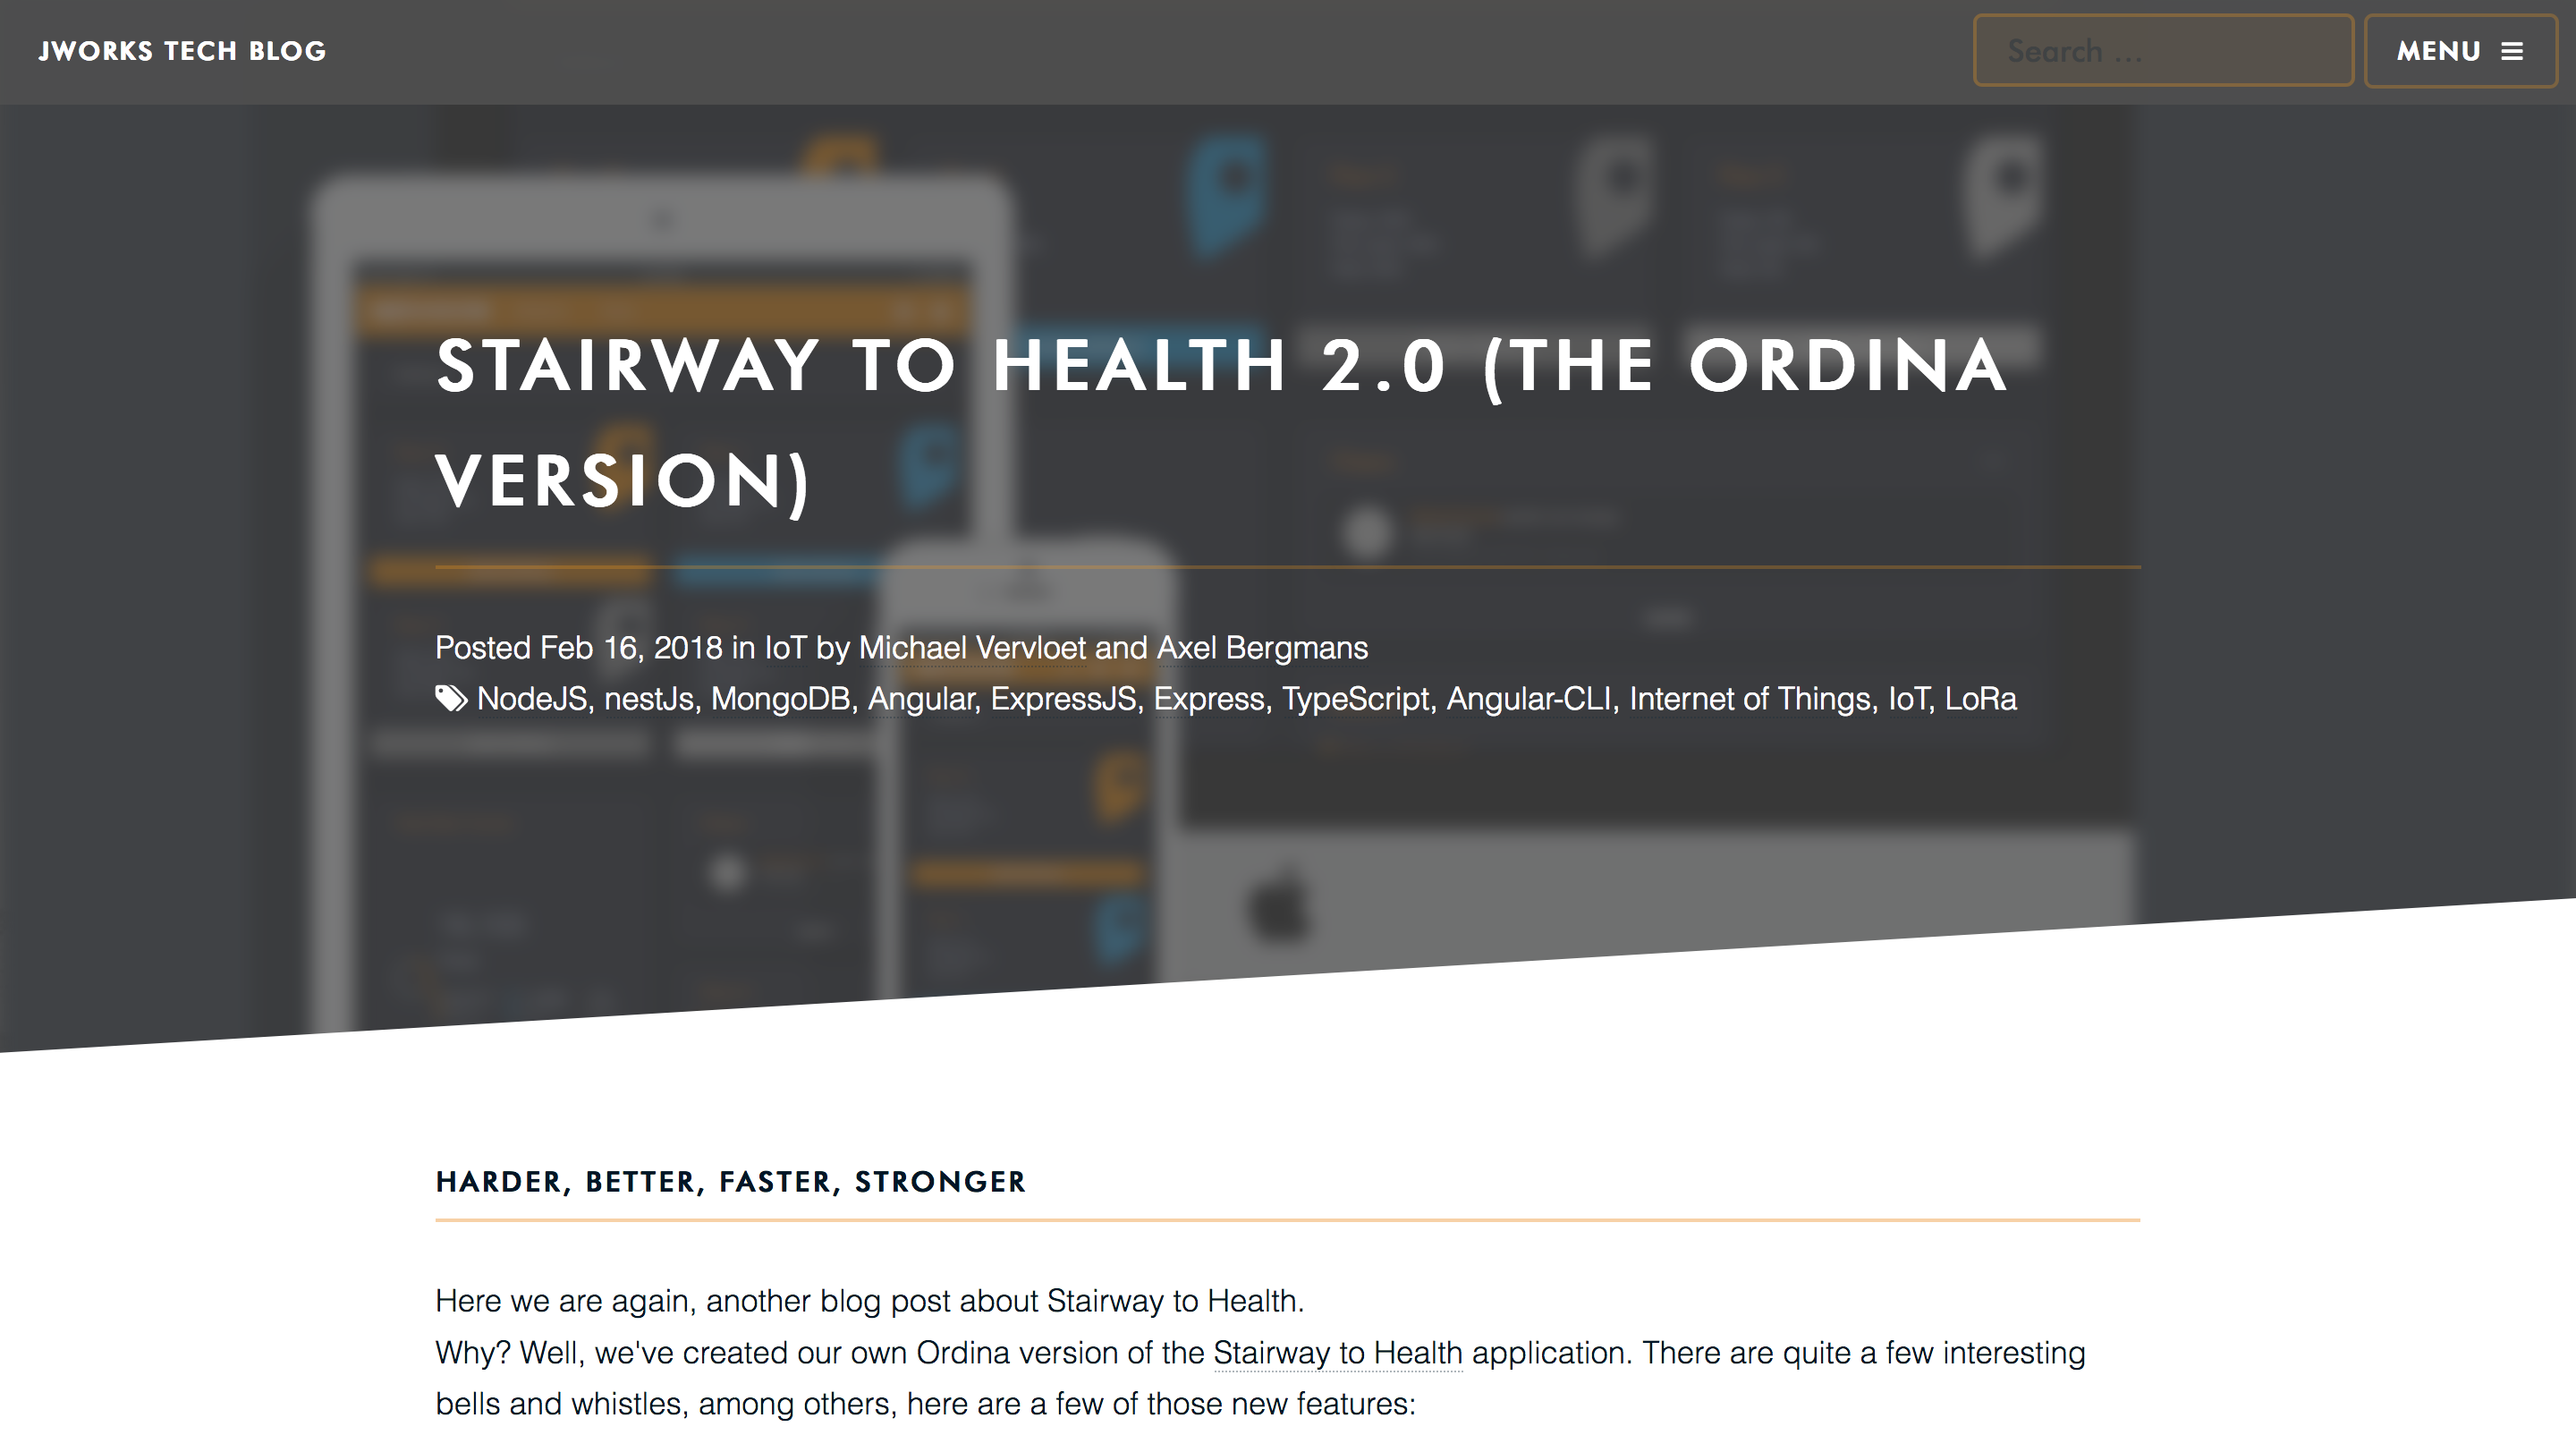 JWORKS TECH BLOG
Search ...
MENU
STAIRWAY TO HEALTH 2.0 (THE ORDINA
VERSION)
Posted Feb 16, 2018 in IoT by Michael Vervloet and Axel Bergmans
NodeJS, nestJs, MongoDB, Angular, ExpressJS, Express, TypeScript, Angular-CLI, Internet of Things, IoT, LoRa
HARDER, BETTER, FASTER, STRONGER
Here we are again, another blog post about Stairway to Health.
Why? Well, we've created our own Ordina version of the Stairway to Health application. There are quite a few interesting
bells and whistles, among others, here are a few of those new features: